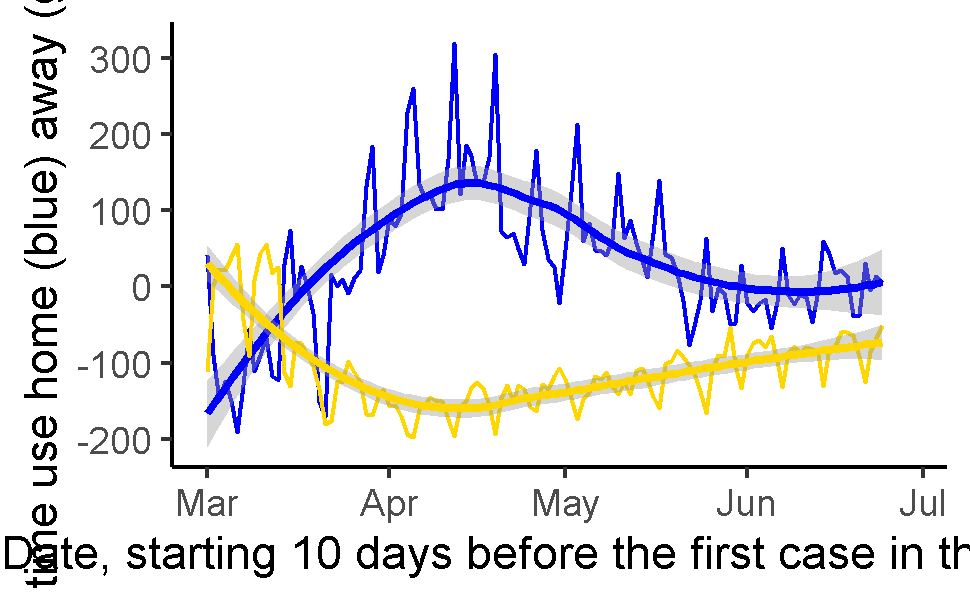 time use home (blue) away (
300
200
100
0
-100
-200
Mar Apr May Jun Jul
Date, starting 10 days before the first case in th